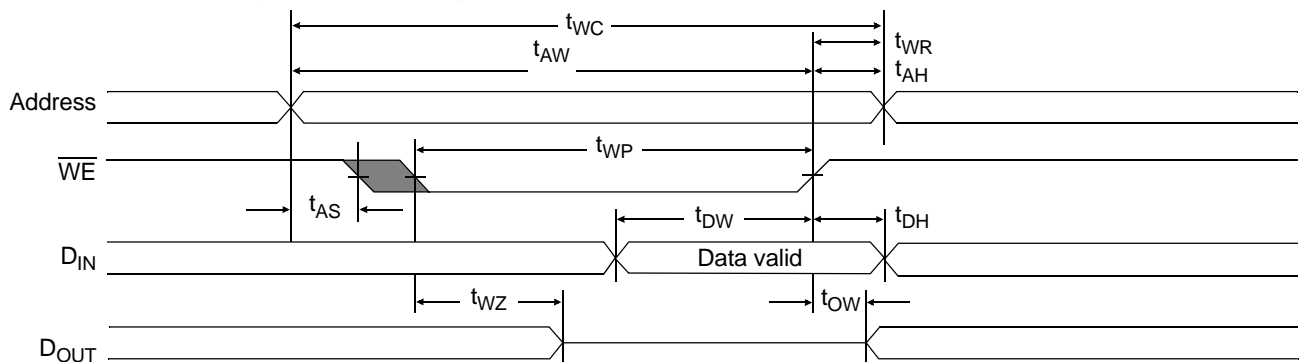 tWC
tWR
tAW
tAH
Address
tWP
WE
tAS
tDW
tDH
DIN
Data valid
tWZ
tOW
DOUT